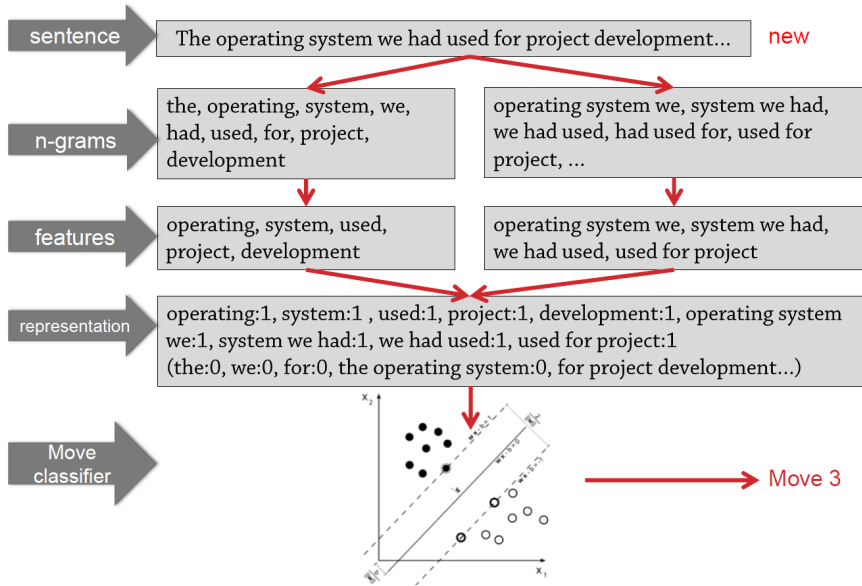 sentence
The operating system we had used for project development...
new
n-grams
the, operating, system, we,
had, used, for, project,
development
operating system we, system we had,
we had used, had used for, used for
project, ...
features
operating, system, used,
project, development
operating system we, system we had,
we had used, used for project
representation
operating:1, system:1 , used:1, project:1, development:1, operating system
we:1, system we had:1, we had used:1, used for project:1
(the:0, we:0, for:0, the operating system:0, for project development...)
Move
classifier
X2
w x - b = 1
w x - b = 0
w x - b = -1
X1
Move 3